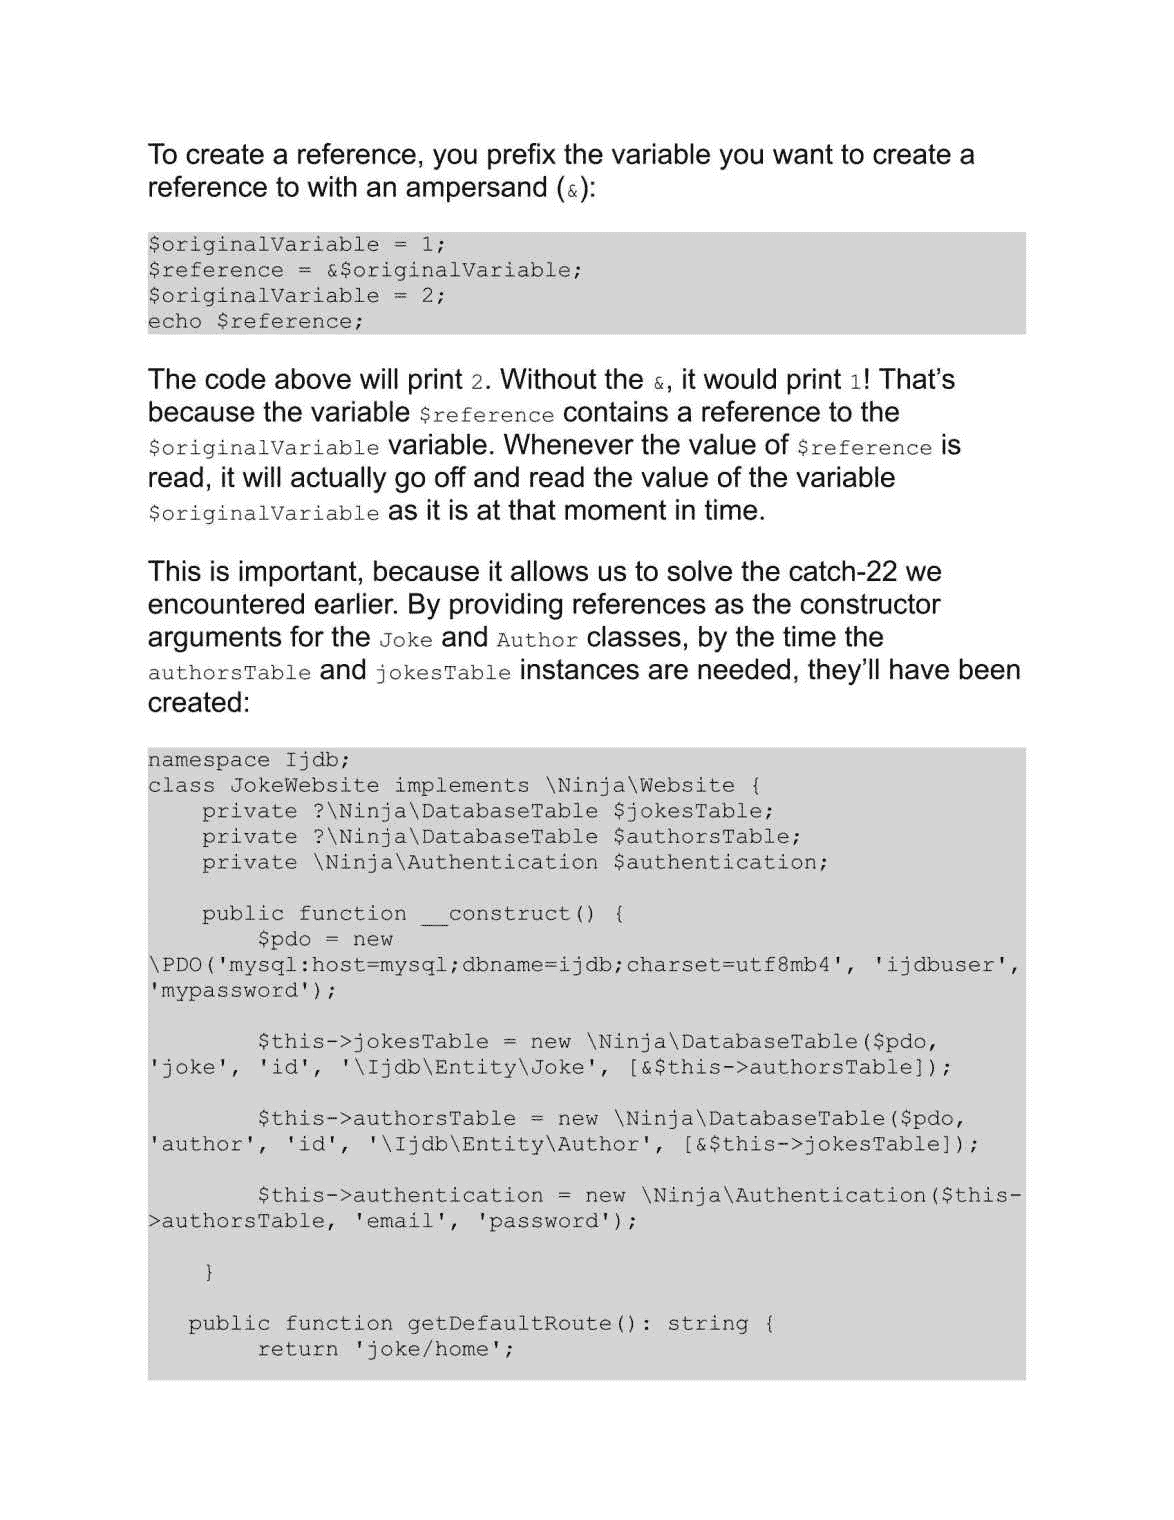 To create a reference, you prefix the variable you want to create a
reference to with an ampersand (&):
$originalVariable = 1;
$reference = &$originalVariable;
$originalVariable = 2;
echo $reference;
The code above will print 2. Without the &, it would print 1! That’s
because the variable $reference contains a reference to the
$originalVariable variable. Whenever the value of $reference is
read, it will actually go off and read the value of the variable
$originalVariable as it is at that moment in time.
This is important, because it allows us to solve the catch-22 we
encountered earlier. By providing references as the constructor
arguments for the Joke and Author classes, by the time the
authorsTable and jokesTable instances are needed, they’ll have been
created:
namespace Ijdb;
class JokeWebsite implements \Ninja\Website {
    private ?\Ninja\DatabaseTable $jokesTable;
    private ?\Ninja\DatabaseTable $authorsTable;
    private \Ninja\Authentication $authentication;
    public function __construct() {
        $pdo = new
\PDO('mysql:host=mysql;dbname=ijdb;charset=utf8mb4', 'ijdbuser',
'mypassword');
        $this->jokesTable = new \Ninja\DatabaseTable($pdo,
'joke', 'id', '\Ijdb\Entity\Joke', [&$this->authorsTable]);
        $this->authorsTable = new \Ninja\DatabaseTable($pdo,
'author', 'id', '\Ijdb\Entity\Author', [&$this->jokesTable]);
        $this->authentication = new \Ninja\Authentication($this-
>authorsTable, 'email', 'password');
    }
   public function getDefaultRoute(): string {
        return 'joke/home';